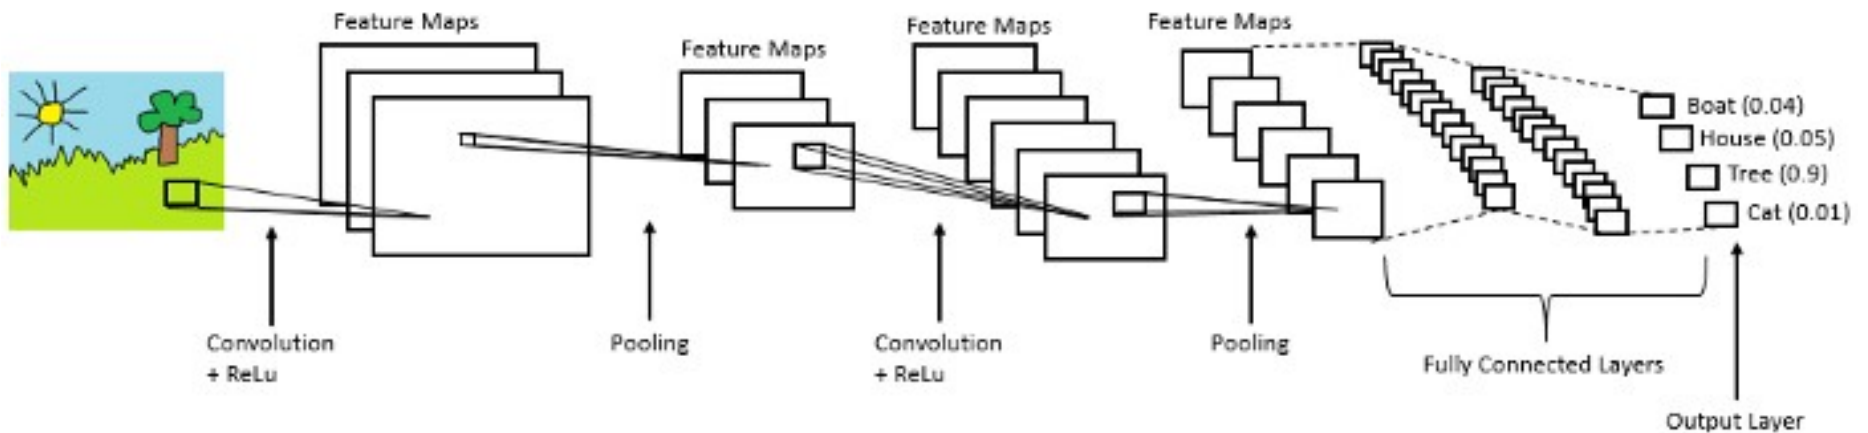 Feature Maps
Feature Maps
Feature Maps
Feature Maps
Boat (0.04)
House (0.05)
Tree (0.9)
Cat (0.01)
Convolution
+ ReLu
Pooling
Convolution
+ ReLu
Pooling
Fully Connected Layers
Output Layer